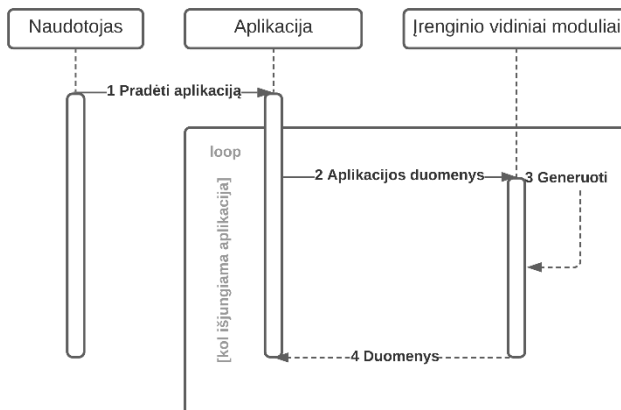 Naudotojas
Aplikacija
Įrenginio vidiniai moduliai
1 Pradėti aplikaciją
loop
[kol išjungiama aplikacija]
2 Aplikacijos duomenys
3 Generuoti
4 Duomenys